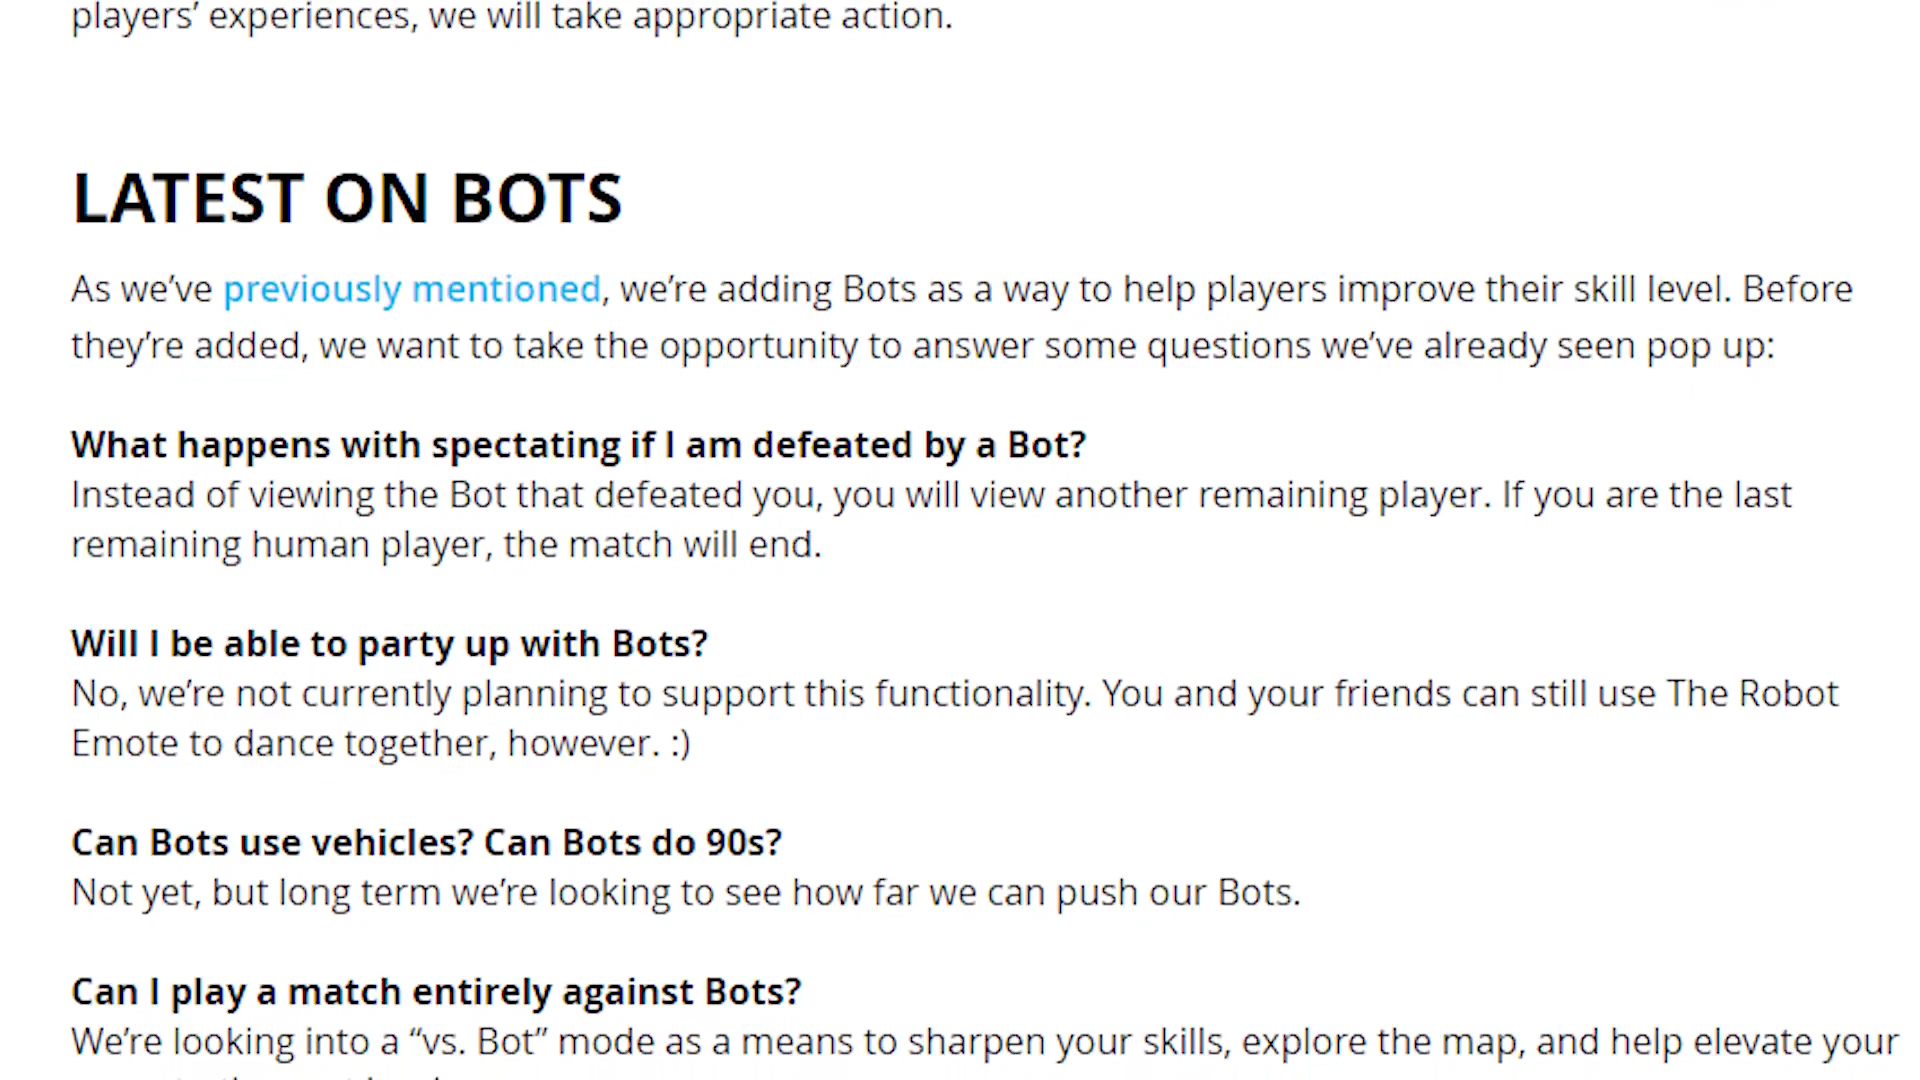 players’ experiences, we will take appropriate action.
LATEST ON BOTS
As we’ve previously mentioned, we’re adding Bots as a way to help players improve their skill level. Before
they’re added, we want to take the opportunity to answer some questions we’ve already seen pop up:
What happens with spectating if I am defeated by a Bot?
Instead of viewing the Bot that defeated you, you will view another remaining player. If you are the last
remaining human player, the match will end.
Will I be able to party up with Bots?
No, we’re not currently planning to support this functionality. You and your friends can still use The Robot
Emote to dance together, however. :)
Can Bots use vehicles? Can Bots do 90s?
Not yet, but long term we’re looking to see how far we can push our Bots.
Can I play a match entirely against Bots?
We’re looking into a “vs. Bot” mode as a means to sharpen your skills, explore the map, and help elevate your